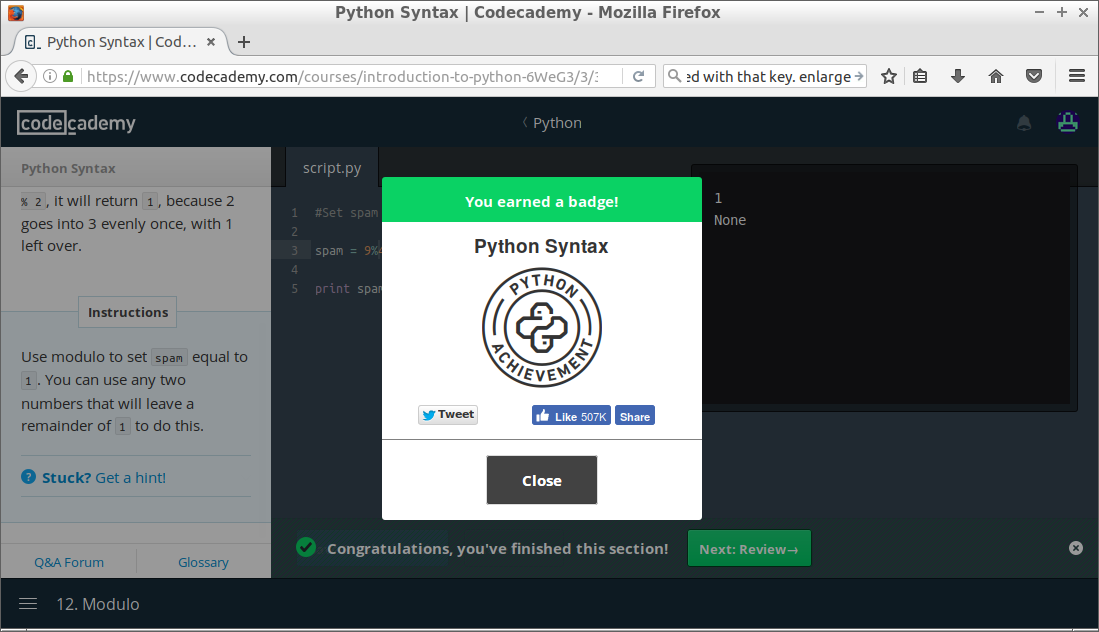 Python Syntax | Codecademy - Mozilla Firefox
Python Syntax | Cod...
https://www.codecademy.com/courses/introduction-to-python-6WeG3/3/3
ed with that key. enlarge
codecademy
Python
Python Syntax
% 2, it will return 1, because 2
goes into 3 evenly once, with 1
left over.
Instructions
Use modulo to set spam equal to
1. You can use any two
numbers that will leave a
remainder of 1 to do this.
? Stuck? Get a hint!
Q&A Forum
Glossary
script.py
1 #Set spam
2
3 spam = 9%
4
5 print spam
1
None
You earned a badge!
Python Syntax
PYTHON
ACHIEVEMENT
Tweet
Like 507K
Share
Close
Congratulations, you've finished this section!
Next: Review→
12. Modulo